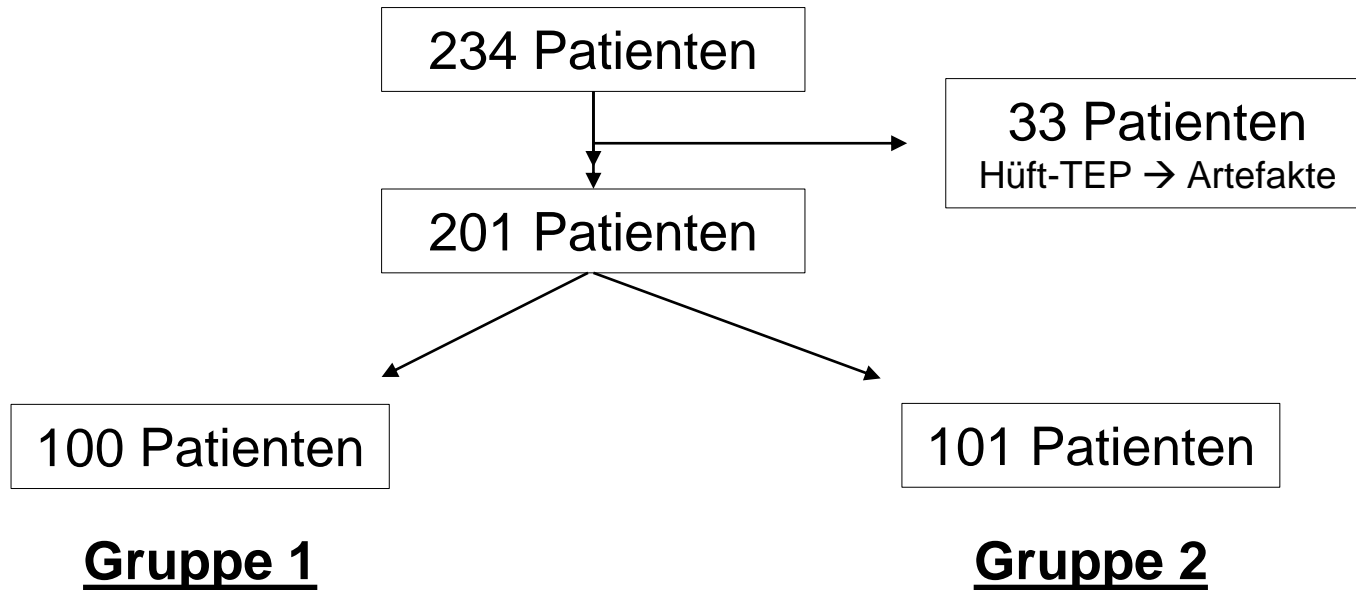 234 Patienten
33 Patienten
Hüft-TEP → Artefakte
201 Patienten
100 Patienten
101 Patienten
Gruppe 1
Gruppe 2